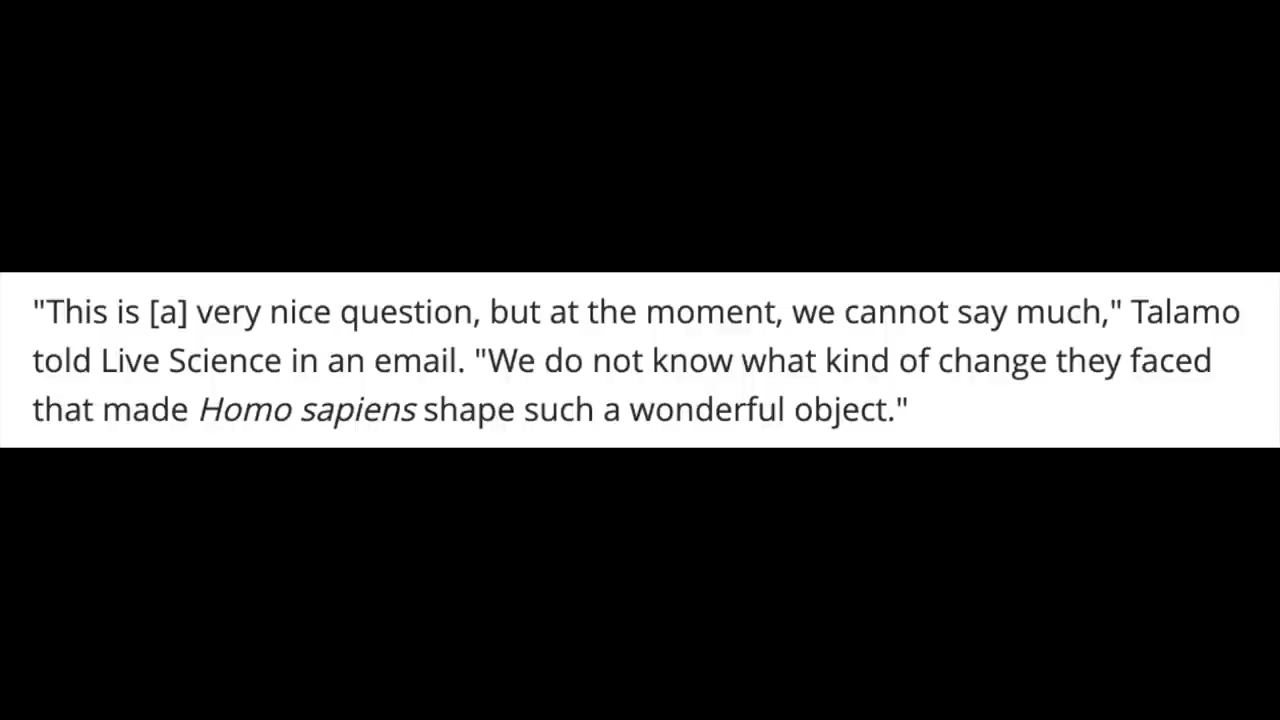 "This is [a] very nice question, but at the moment, we cannot say much," Talamo
told Live Science in an email. "We do not know what kind of change they faced
that made Homo sapiens shape such a wonderful object."